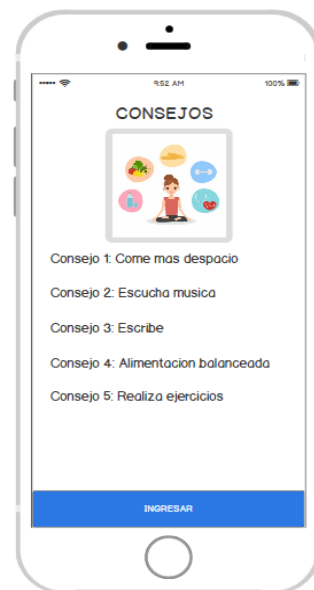 9:52 AM 100%
CONSEJOS
Consejo 1: Come mas despacio
Consejo 2: Escucha musica
Consejo 3: Escribe
Consejo 4: Alimentacion balanceada
Consejo 5: Realiza ejercicios
INGRESAR